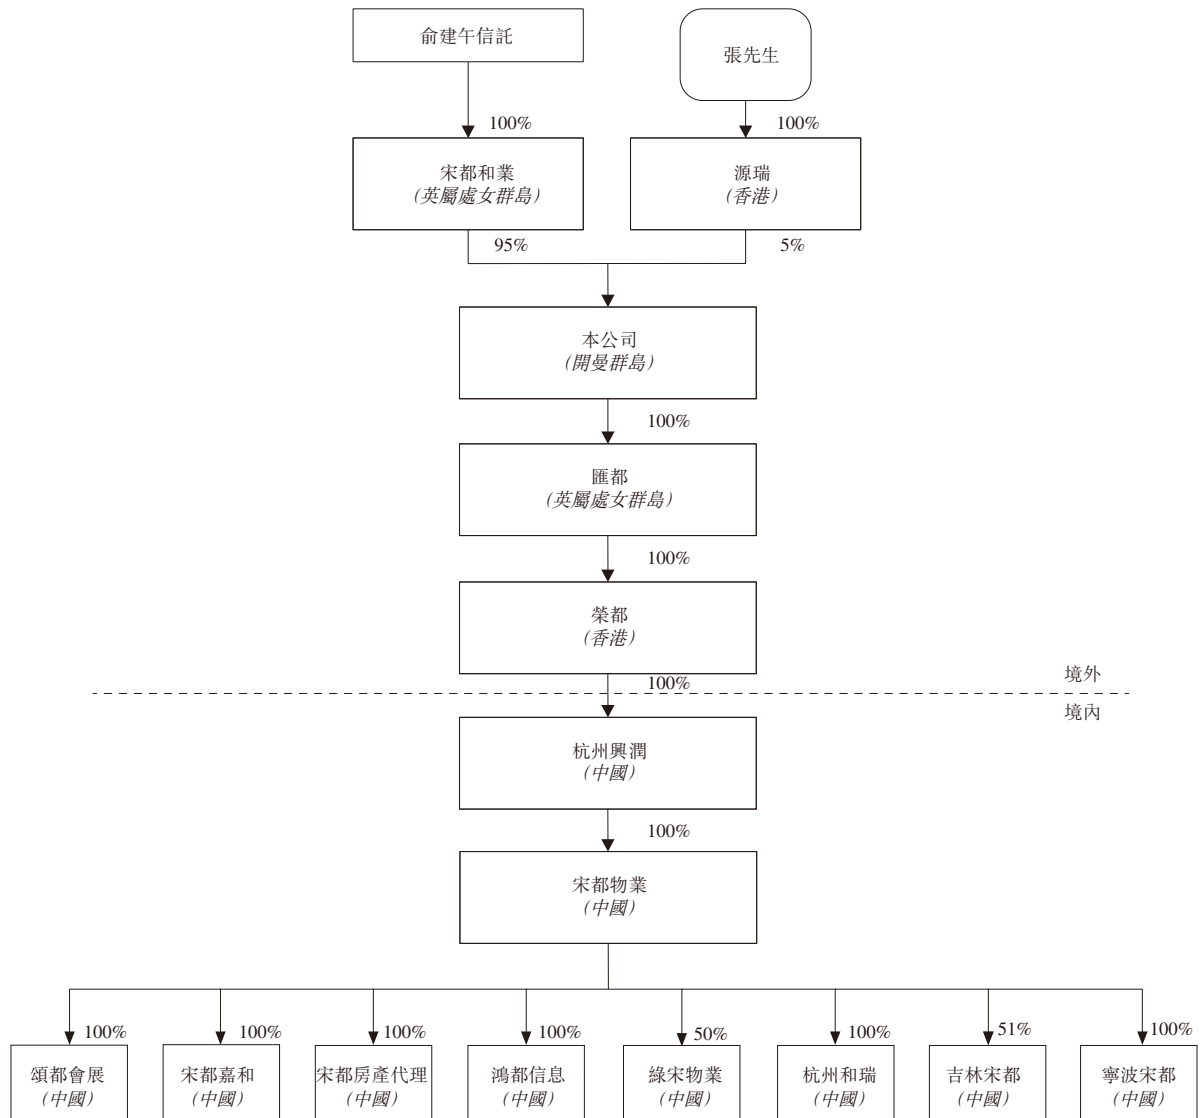 俞建午信託
張先生
100%
100%
宋都和業
(英屬處女群島)
源瑞
(香港)
95%
5%
本公司
(開曼群島)
100%
匯都
(英屬處女群島)
100%
榮都
(香港)
100%
境外
境內
杭州興潤
(中國)
100%
宋都物業
(中國)
100%
100%
100%
100%
50%
100%
51%
100%
頌都會展
(中國)
宋都嘉和
(中國)
宋都房產代理
(中國)
鴻都信息
(中國)
綠宋物業
(中國)
杭州和瑞
(中國)
吉林宋都
(中國)
寧波宋都
(中國)